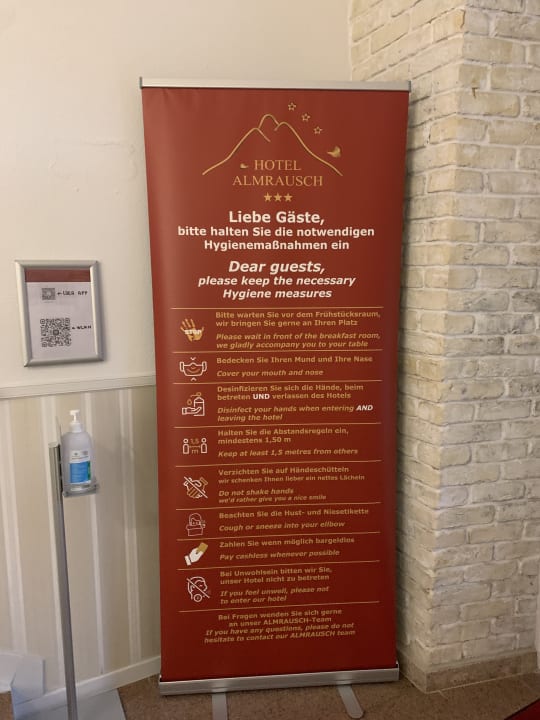 HOTEL
ALMRAUSCH
Liebe Gäste,
bitte halten Sie die notwendigen
Hygienemaßnahmen ein
Dear guests,
please keep the necessary
Hygiene measures
STOP
Bitte warten Sie vor dem Frühstücksraum,
wir bringen Sie gerne an Ihren Platz
Please wait in front of the breakfast room,
we gladly accompany you to your table
Bedecken Sie Ihren Mund und Ihre Nase
Cover your mouth and nose
Desinfizieren Sie sich die Hände, beim
betreten UND verlassen des Hotels
Disinfect your hands when entering AND
leaving the hotel
1,5
m
Halten Sie die Abstandsregeln ein,
mindestens 1,50 m
Keep at least 1,5 metres from others
Verzichten Sie auf Händeschütteln
wir schenken Ihnen lieber ein nettes Lächeln
Do not shake hands
we'd rather give you a nice smile
Beachten Sie die Hust- und Niesetikette
Cough or sneeze into your ellbow
Zahlen Sie wenn möglich bargeldlos
Pay cashless whenever possible
Bei Unwohlsein bitten wir Sie,
unser Hotel nicht zu betreten
If you feel unwell, please not
to enter our hotel
Bei Fragen wenden Sie sich gerne
an unser ALMRAUSCH-Team
If you have any questions, please do not
hesitate to contact our ALMRAUSCH team
APP
WLAN